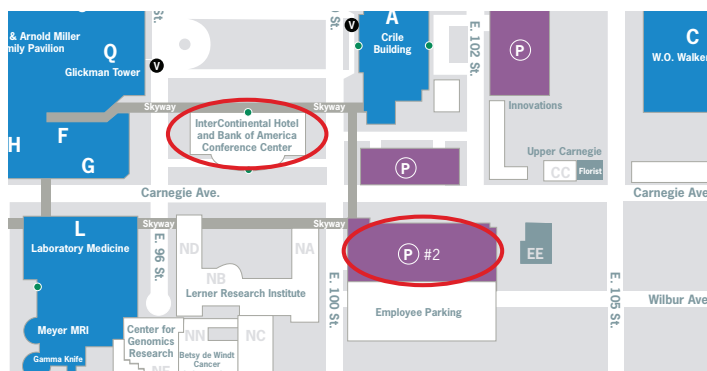 & Arnold Miller
mily Pavilion
Q
Glickman Tower
V
St.
St.
V
A
Crile
Building
E. 102 St.
P
C
W.O. Walker
Skyway
Skyway
InterContinental Hotel
and Bank of America
Conference Center
Innovations
H
F
G
P
Upper Carnegie
CC
Florist
Carnegie Ave.
Carnegie Ave
L
Laboratory Medicine
Skyway
Skyway
E. 96 St.
ND
NA
NB
Lerner Research Institute
P #2
EE
E. 100 St.
E. 105 St.
Wilbur Ave
Employee Parking
Meyer MRI
Gamma Knife
Center for
Genomics
Research
NE
NN
Betsy de Windt
Cancer
NC